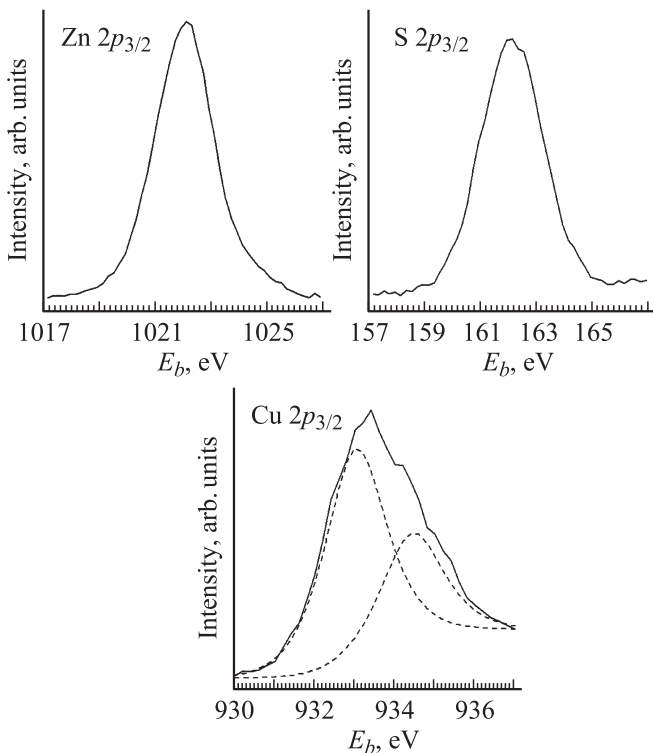 Zn 2p3/2
Intensity, arb. units
1017 1021 1025
Eb, eV
S 2p3/2
Intensity, arb. units
157 159 161 163 165
Eb, eV
Cu 2p3/2
Intensity, arb. units
930 932 934 936
Eb, eV